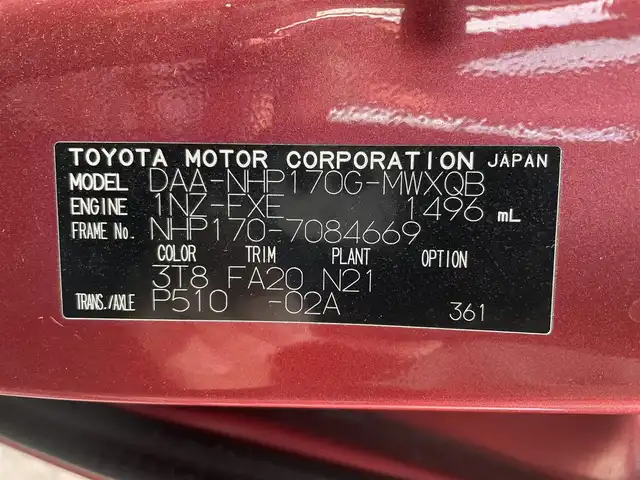 TOYOTA MOTOR CORPORATION JAPAN
MODEL DAA-NHP170G-MWXQB
ENGINE 1NZ-FXE 1496 mL
FRAME No. NHP170-7084669
COLOR TRIM PLANT OPTION
3T8 FA20 N21
TRANS./AXLE P510 -02A 361